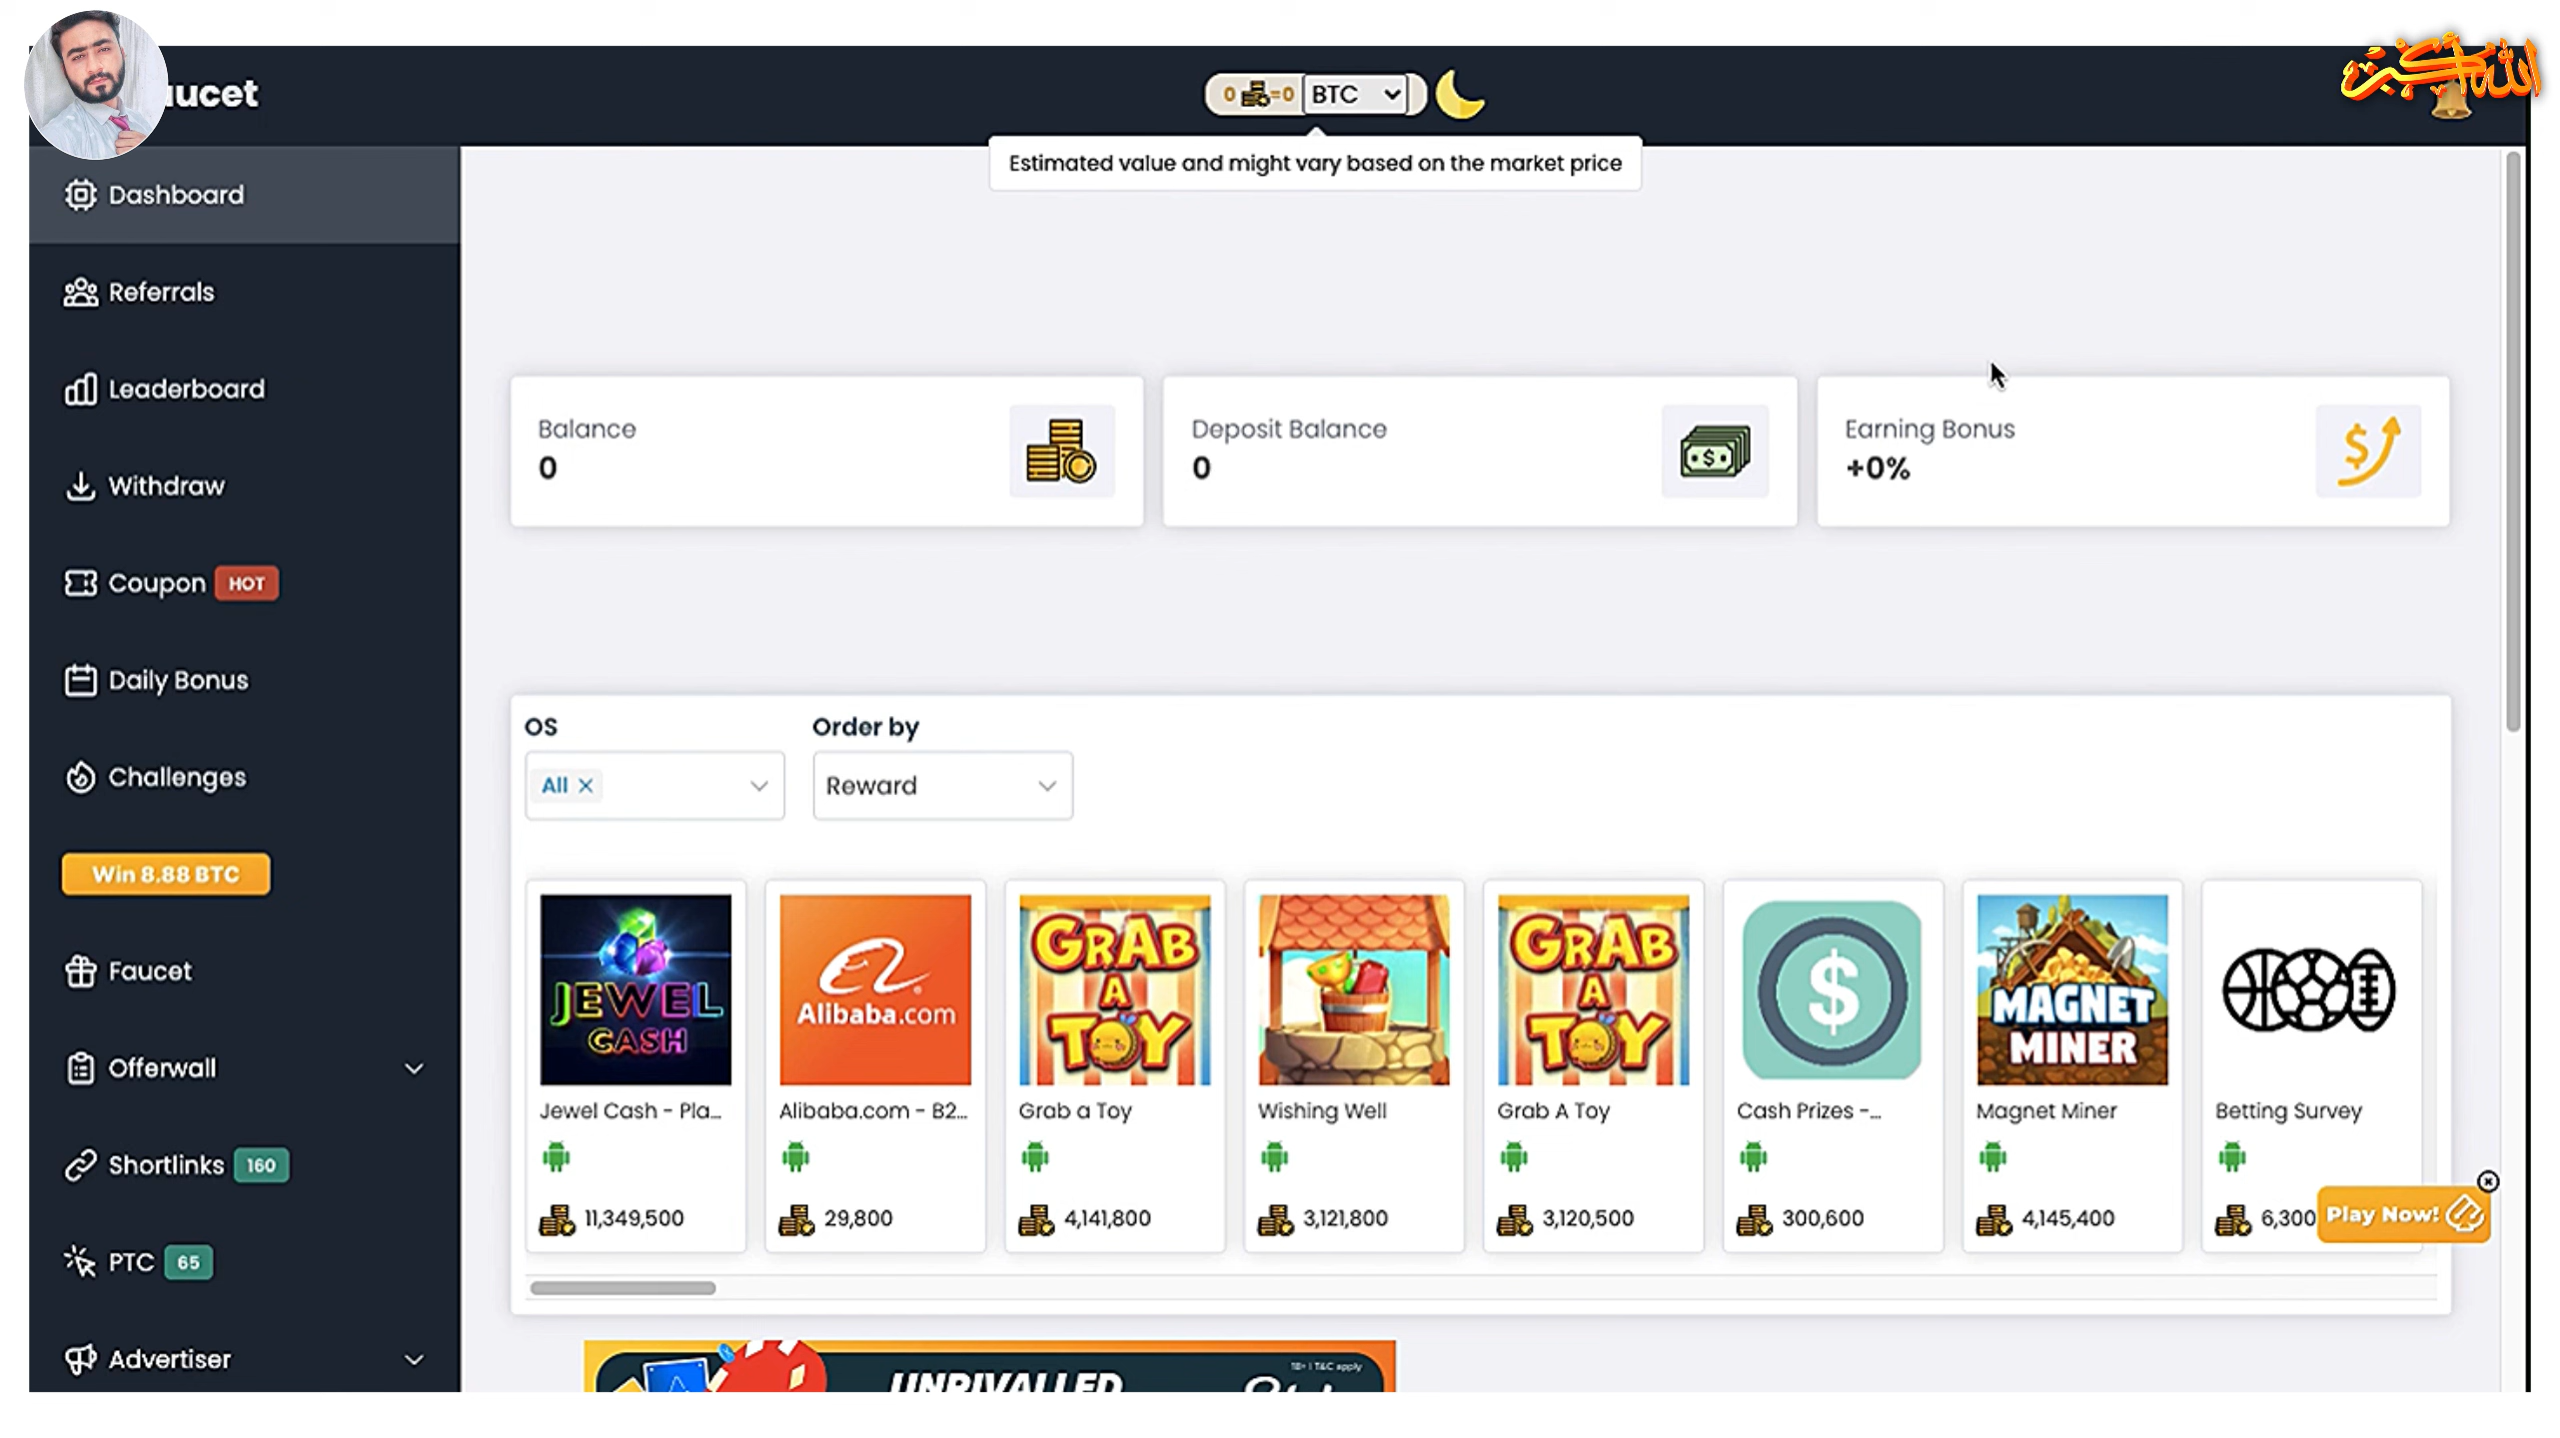 ucet
0 =0 BTC
الله أكبر
Estimated value and might vary based on the market price
Dashboard
Referrals
Leaderboard
Withdraw
Coupon HOT
Daily Bonus
Challenges
Win 8.88 BTC
Faucet
Offerwall
Shortlinks 160
PTC 65
Advertiser
Balance
0
Deposit Balance
0
Earning Bonus
+0%
OS
Order by
All ×
Reward
JEWEL
CASH
Jewel Cash - Pla...
11,349,500
Alibaba.com
Alibaba.com - B2...
29,800
GRAB
A
TOY
Grab a Toy
4,141,800
Wishing Well
3,121,800
GRAB
A
TOY
Grab A Toy
3,120,500
$
Cash Prizes -...
300,600
MAGNET
MINER
Magnet Miner
4,145,400
Betting Survey
6,300
Play Now!
UNRIVALLED
18+ | T&C apply